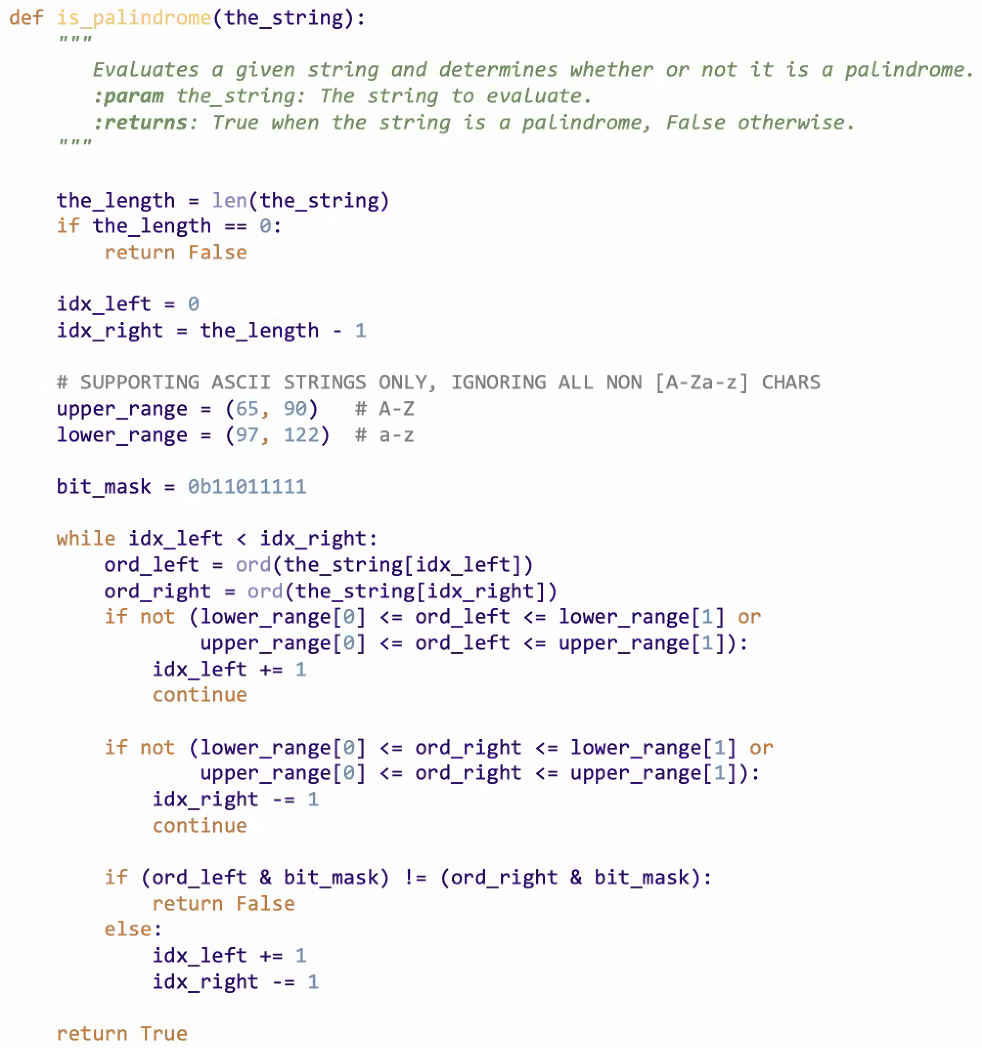 def is_palindrome(the_string):
    """
       Evaluates a given string and determines whether or not it is a palindrome.
       :param the_string: The string to evaluate.
       :returns: True when the string is a palindrome, False otherwise.
    """

    the_length = len(the_string)
    if the_length == 0:
        return False

    idx_left = 0
    idx_right = the_length - 1

    # SUPPORTING ASCII STRINGS ONLY, IGNORING ALL NON [A-Za-z] CHARS
    upper_range = (65, 90)   # A-Z
    lower_range = (97, 122)  # a-z

    bit_mask = 0b11011111

    while idx_left < idx_right:
        ord_left = ord(the_string[idx_left])
        ord_right = ord(the_string[idx_right])
        if not (lower_range[0] <= ord_left <= lower_range[1] or
                upper_range[0] <= ord_left <= upper_range[1]):
            idx_left += 1
            continue

        if not (lower_range[0] <= ord_right <= lower_range[1] or
                upper_range[0] <= ord_right <= upper_range[1]):
            idx_right -= 1
            continue

        if (ord_left & bit_mask) != (ord_right & bit_mask):
            return False
        else:
            idx_left += 1
            idx_right -= 1

    return True